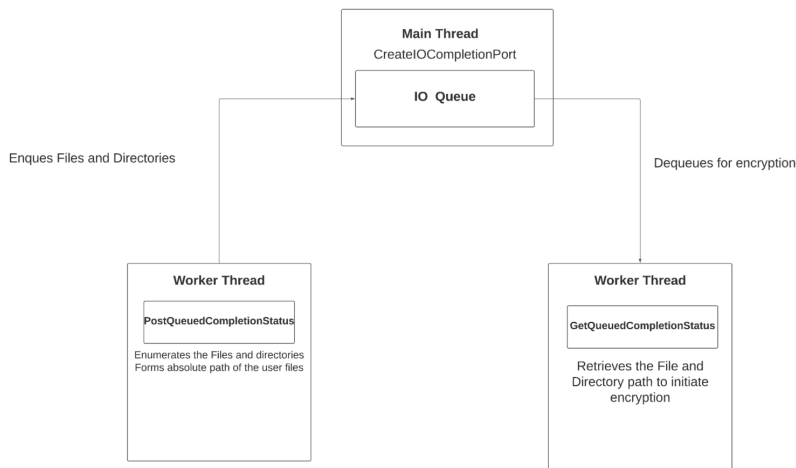 Main Thread
CreateIOCompletionPort
IO Queue
Enques Files and Directories
Dequeues for encryption
Worker Thread
PostQueuedCompletionStatus
Enumerates the Files and directories
Forms absolute path of the user files
Worker Thread
GetQueuedCompletionStatus
Retrieves the File and
Directory path to initiate
encryption